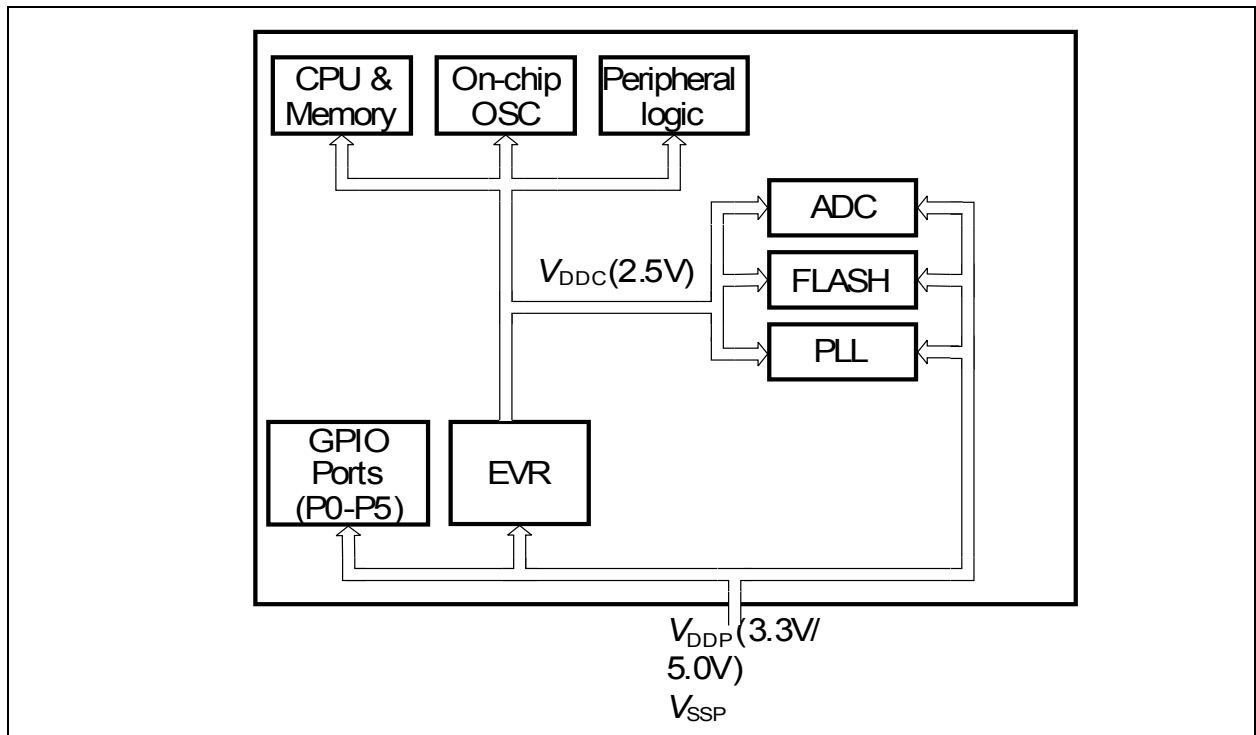 CPU &
Memory
On-chip
OSC
Peripheral
logic
ADC
VDDC (2.5V)
FLASH
PLL
GPIO
Ports
(P0-P5)
EVR
VDDP (3.3V/
5.0V)
VSSP